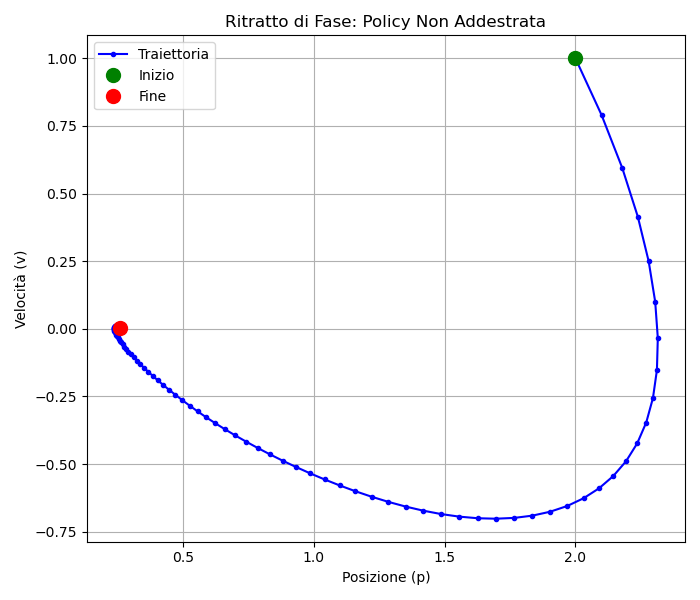 Ritratto di Fase: Policy Non Addestrata
Traiettoria
Inizio
Fine
1.00
0.75
0.50
0.25
0.00
−0.25
−0.50
−0.75
Velocità (v)
0.5
1.0
1.5
2.0
Posizione (p)